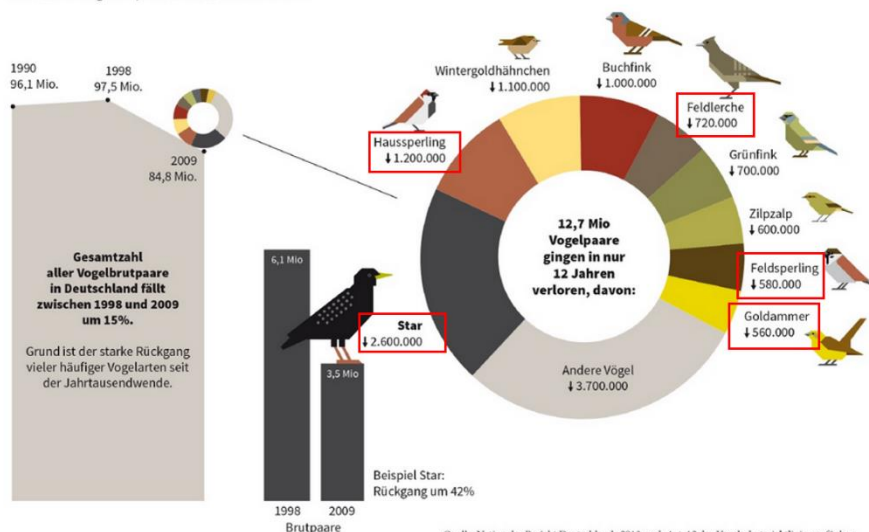 1990
96,1 Mio.
1998
97,5 Mio.
2009
84,8 Mio.
Gesamtzahl
aller Vogelbrutpaare
in Deutschland fällt
zwischen 1998 und 2009
um 15%.
Grund ist der starke Rückgang
vieler häufiger Vogelarten seit
der Jahrtausendwende.
6,1 Mio
3,5 Mio
1998
2009
Brutpaare
Beispiel Star:
Rückgang um 42%
Star
↓2.600.000
Haussperling
↓1.200.000
Wintergoldhähnchen
↓1.100.000
Buchfink
↓1.000.000
Feldlerche
↓720.000
Grünfink
↓700.000
Zilpzalp
↓600.000
Feldsperling
↓580.000
Goldammer
↓560.000
Andere Vögel
↓3.700.000
12,7 Mio
Vogelpaare
gingen in nur
12 Jahren
verloren, davon: